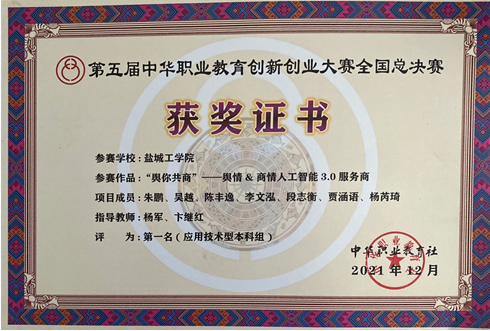 第五届中华职业教育创新创业大赛全国总决赛
获奖证书
参赛学校:盐城工学院
参赛作品:“舆你共商”——舆情&商情人工智能3.0服务商
项目成员:朱鹏、吴越、陈丰逸、李文泓、段志衡、贾涵语、杨芮琦
指导教师:杨军、卞继红
评 为:第一名(应用技术型本科组)
中华职业教育社
2021年12月